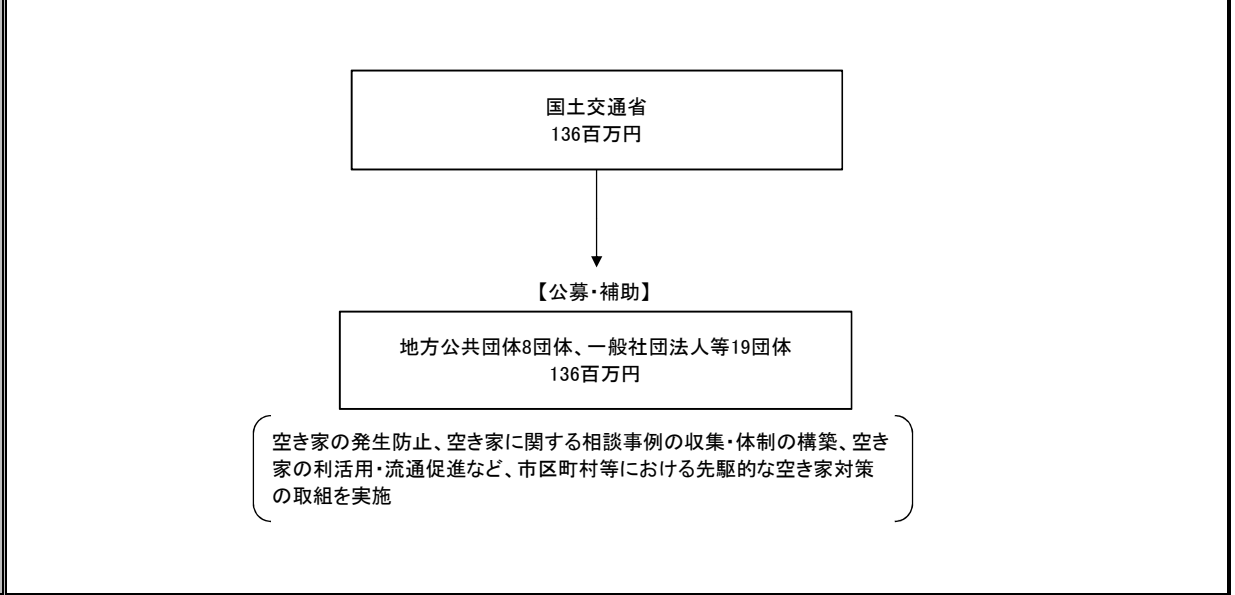 国土交通省
136百万円
【公募・補助】
地方公共団体8団体、一般社団法人等19団体
136百万円
空き家の発生防止、空き家に関する相談事例の収集・体制の構築、空き
家の利活用・流通促進など、市区町村等における先駆的な空き家対策
の取組を実施